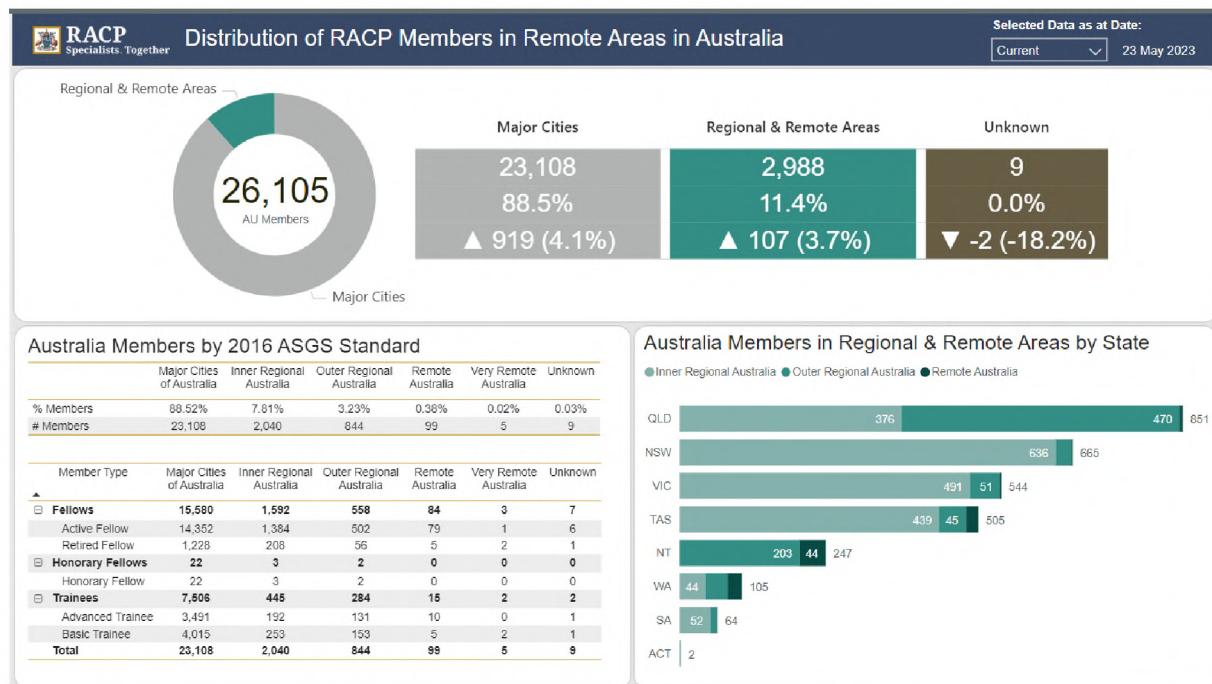 RACP
Specialists. Together
Distribution of RACP Members in Remote Areas in Australia
Selected Data as at Date:
Current
23 May 2023
Regional & Remote Areas
26,105
AU Members
Major Cities
Major Cities Regional & Remote Areas Unknown
23,108 2,988 9
88.5% 11.4% 0.0%
▲ 919 (4.1%) ▲ 107 (3.7%) ▼ -2 (-18.2%)
Australia Members by 2016 ASGS Standard
Major Cities Inner Regional Outer Regional Remote Very Remote Unknown
of Australia Australia Australia Australia Australia
% Members 88.52% 7.81% 3.23% 0.38% 0.02% 0.03%
# Members 23,108 2,040 844 99 5 9
Member Type Major Cities Inner Regional Outer Regional Remote Very Remote Unknown
of Australia Australia Australia Australia Australia
Fellows 15,580 1,592 558 84 3 7
Active Fellow 14,352 1,384 502 79 1 6
Retired Fellow 1,228 208 56 5 2 1
Honorary Fellows 22 3 2 0 0 0
Honorary Fellow 22 3 2 0 0 0
Trainees 7,506 445 284 15 2 2
Advanced Trainee 3,491 192 131 10 0 1
Basic Trainee 4,015 253 153 5 2 1
Total 23,108 2,040 844 99 5 9
Australia Members in Regional & Remote Areas by State
Inner Regional Australia Outer Regional Australia Remote Australia
QLD 376 470 851
NSW 636 665
VIC 491 51 544
TAS 439 45 505
NT 203 44 247
WA 44 105
SA 52 64
ACT 2